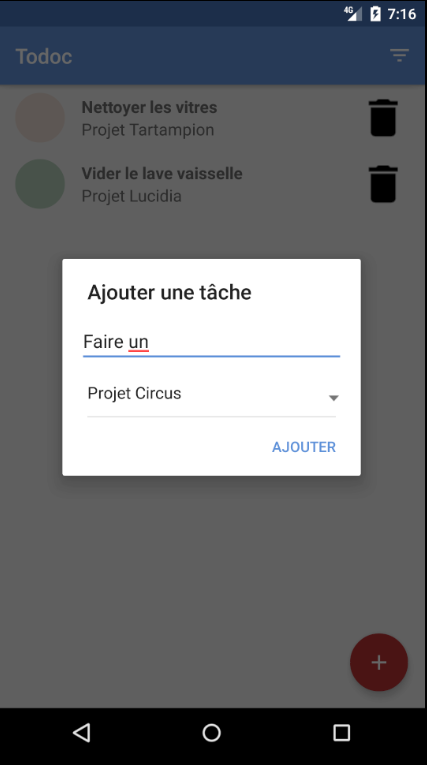 4G 7:16
Todoc
Nettoyer les vitres
Projet Tartampion
Vider le lave vaisselle
Projet Lucidia
Ajouter une tâche
Faire un
Projet Circus
AJOUTER